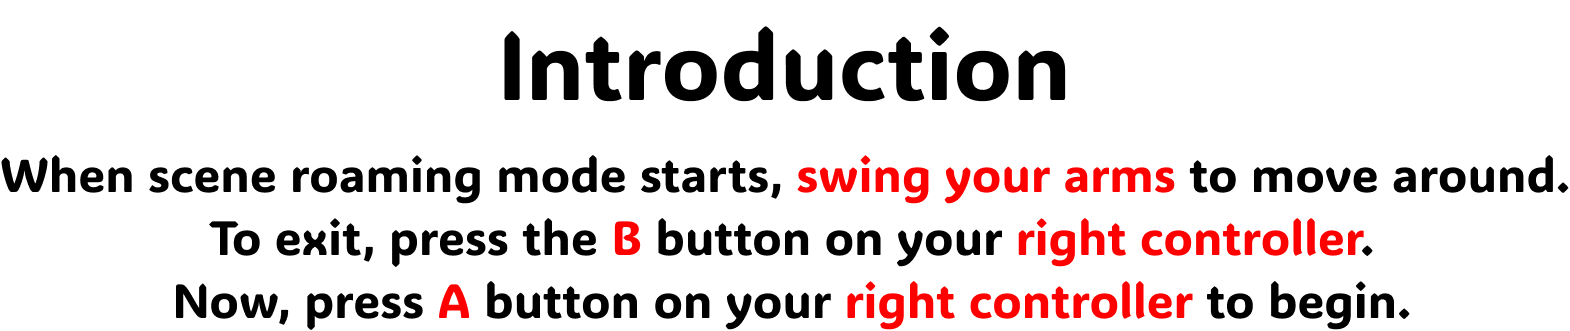 Introduction
When scene roaming mode starts, swing your arms to move around.
To exit, press the B button on your right controller.
Now, press A button on your right controller to begin.